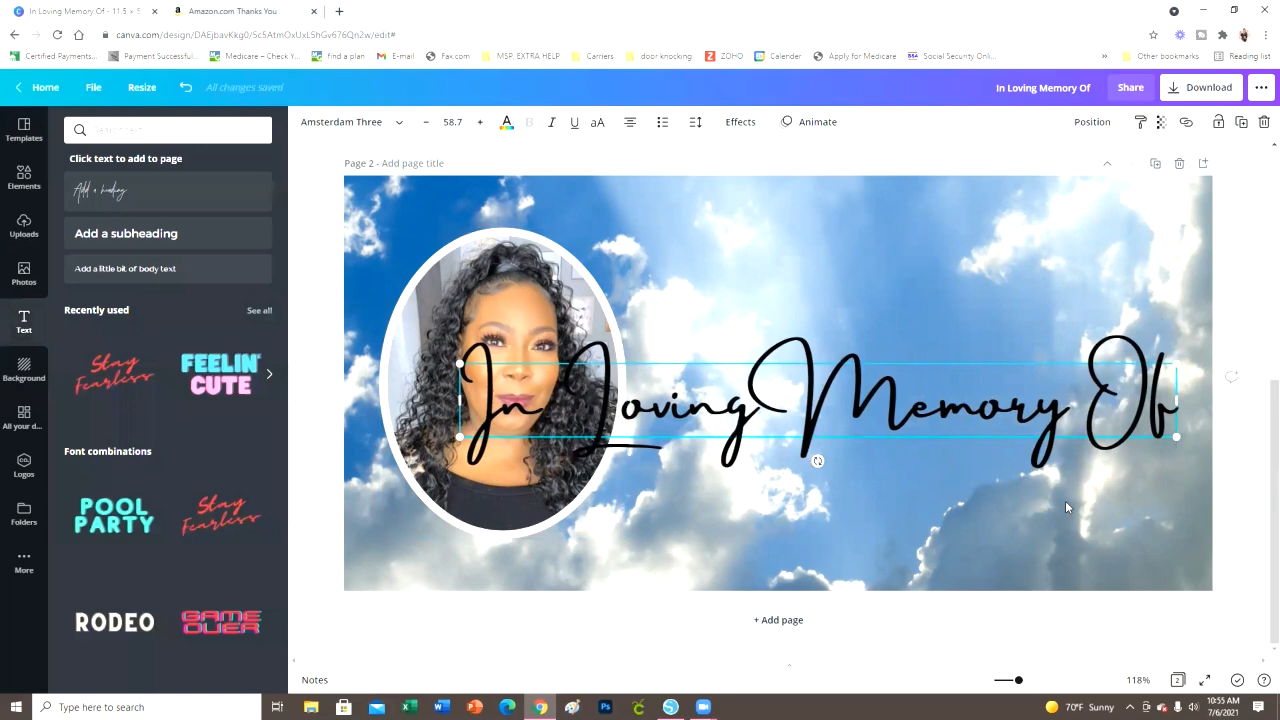 In Loving Memory Of - 11.5 × 5
Amazon.com Thanks You
canva.com/design/DAEjbavKkg0/Sc5AtmOxUxL5hGv676Qn2w/edit#
Certified Payments...
Payment Successful...
Medicare – Check Y...
find a plan
E-mail
Fax.com
MSP, EXTRA HELP
Carriers
door knocking
ZOHO
Calender
Apply for Medicare
Social Security Onli...
Other bookmarks
Reading list
Home
File
Resize
All changes saved
In Loving Memory Of
Share
Download
Amsterdam Three
58.7
A
B
I
U
aA
Effects
Animate
Position
Templates
Elements
Uploads
Photos
Text
Background
All your d...
Logos
Folders
More
Click text to add to page
Add a heading
Add a subheading
Add a little bit of body text
Recently used
See all
Stay Fearless
FEELIN' CUTE
Font combinations
POOL PARTY
Stay Fearless
RODEO
GAME OVER
Page 2 - Add page title
In Loving Memory Of
+ Add page
Notes
118%
2
Type here to search
70°F Sunny
10:55 AM
7/6/2021